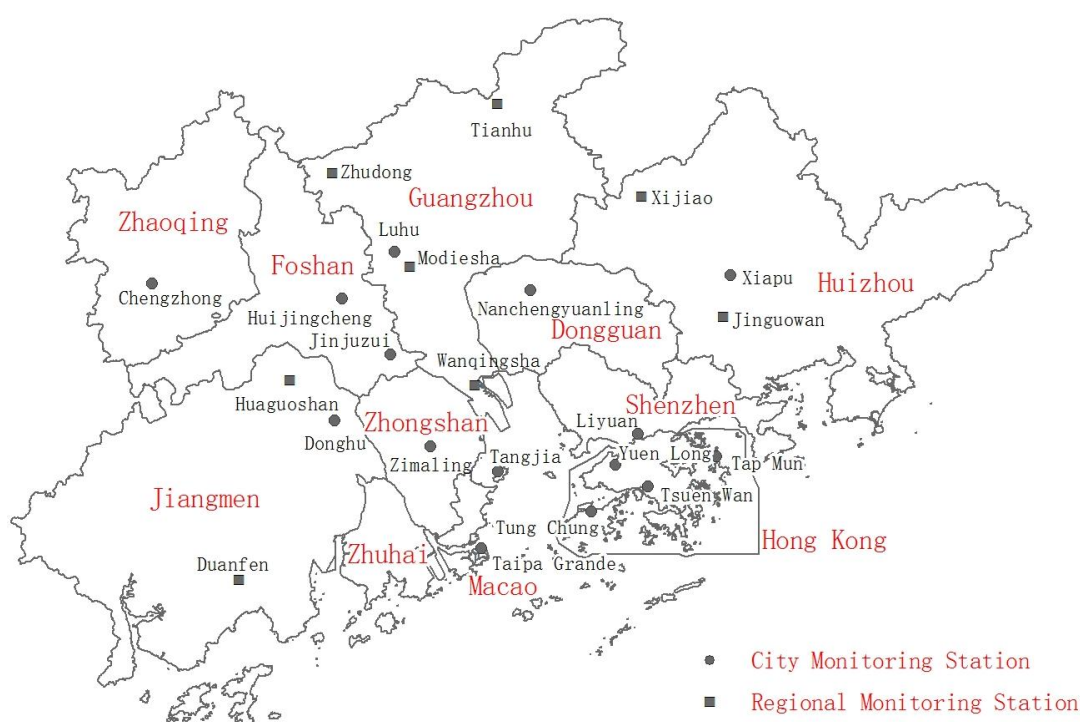 Tianhu
Zhudong
Guangzhou
Xijiao
Zhaoqing
Luhu
Modiesha
Foshan
Xiapu
Huizhou
Chengzhong
Nanchengyuanling
Huijingcheng
Dongguan
Jinguowan
Jinjuzui
Wanqingsha
Huaguoshan
Shenzhen
Zhongshan
Liyuan
Donghu
Zimaling
Tangjia
Yuen Long
Tap Mun
Jiangmen
Tsuen Wan
Tung Chung
Hong Kong
Zhuhai
Duanfen
Taipa Grande
Macao
City Monitoring Station
Regional Monitoring Station